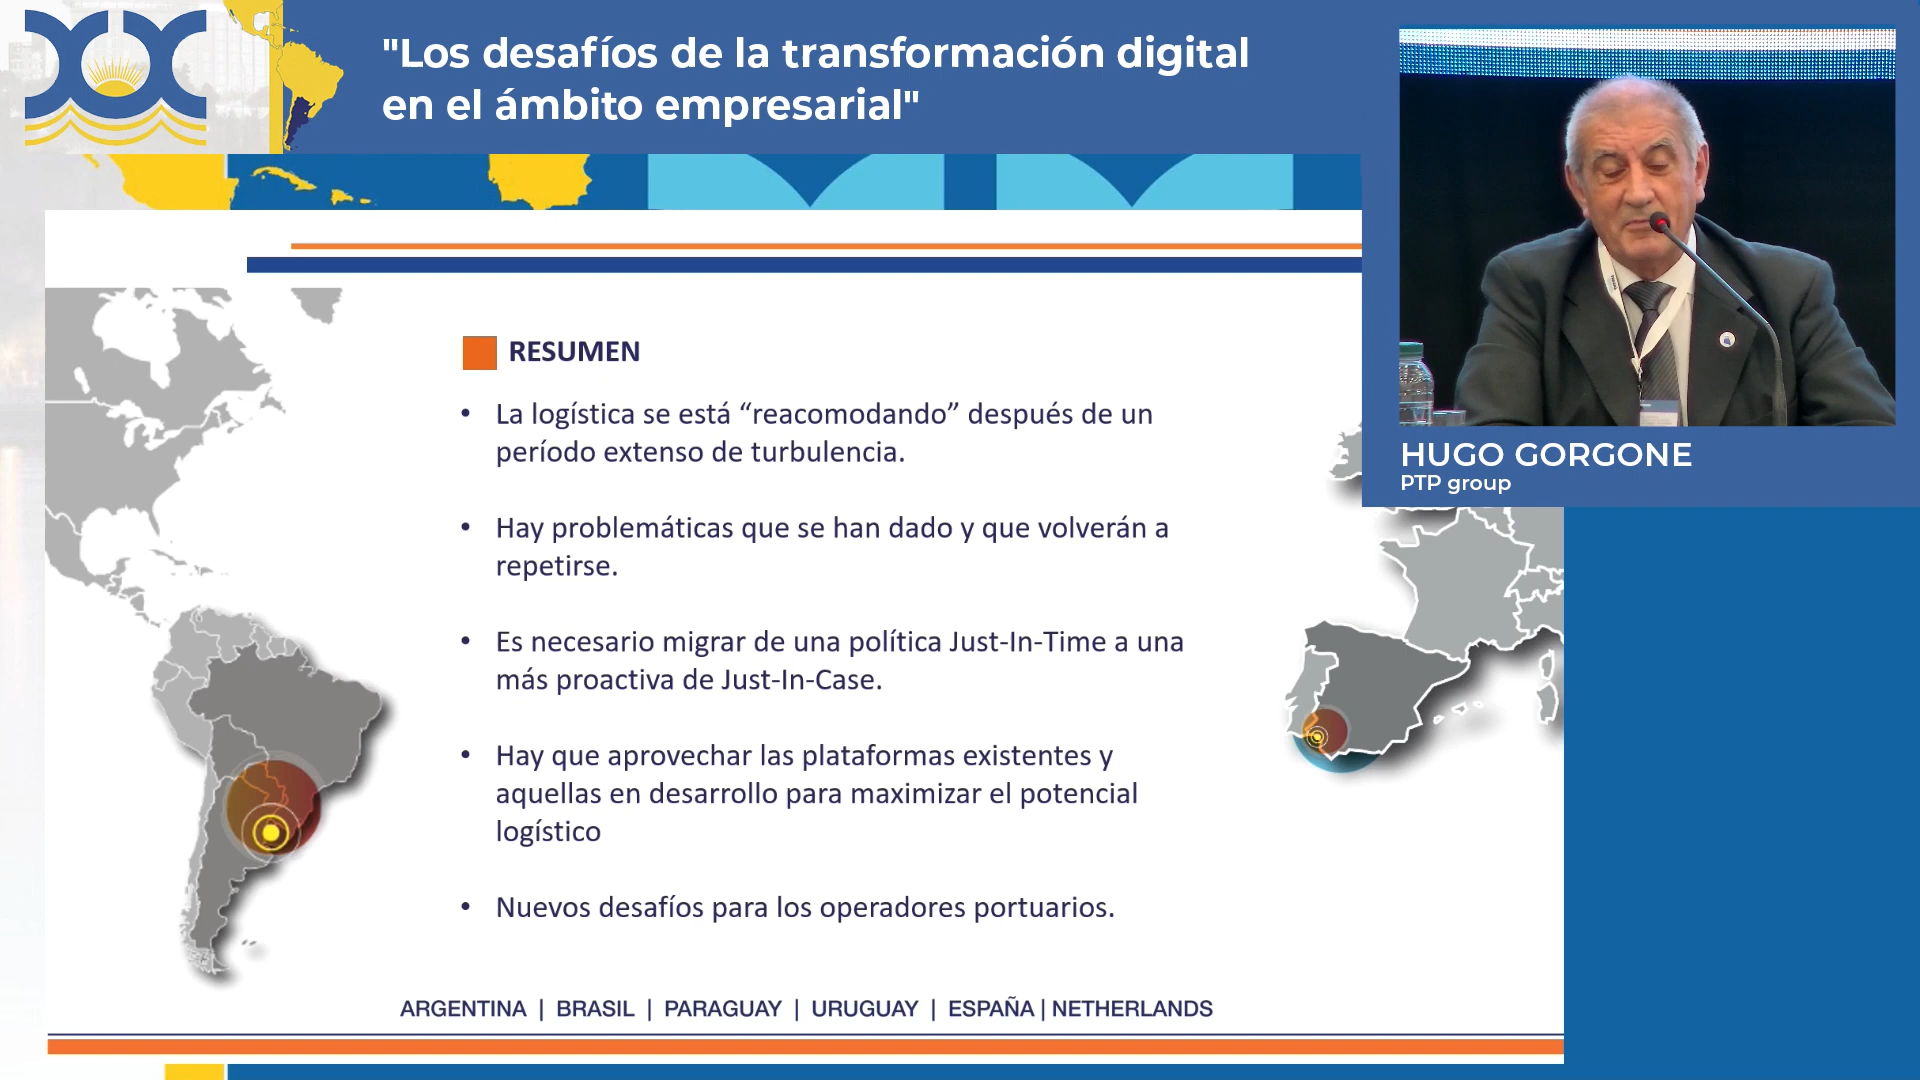 "Los desafíos de la transformación digital
en el ámbito empresarial"
HUGO GORGONE
PTP group
RESUMEN
• La logística se está “reacomodando” después de un
período extenso de turbulencia.
• Hay problemáticas que se han dado y que volverán a
repetirse.
• Es necesario migrar de una política Just-In-Time a una
más proactiva de Just-In-Case.
• Hay que aprovechar las plataformas existentes y
aquellas en desarrollo para maximizar el potencial
logístico
• Nuevos desafíos para los operadores portuarios.
ARGENTINA | BRASIL | PARAGUAY | URUGUAY | ESPAÑA | NETHERLANDS